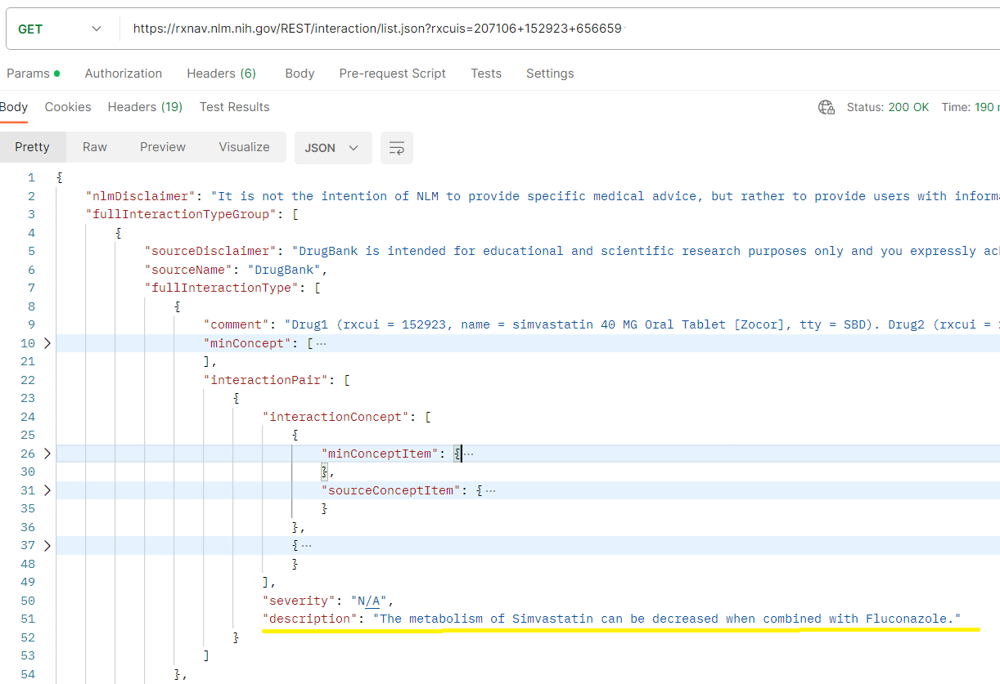 GET https://rxnav.nlm.nih.gov/REST/interaction/list.json?rxcuis=207106+152923+656659
Params Authorization Headers (6) Body Pre-request Script Tests Settings
Body Cookies Headers (19) Test Results Status: 200 OK Time: 190
Pretty Raw Preview Visualize JSON
1 {
2 "nlmDisclaimer": "It is not the intention of NLM to provide specific medical advice, but rather to provide users with
3 "fullInteractionTypeGroup": [
4 {
5 "sourceDisclaimer": "DrugBank is intended for educational and scientific research purposes only and you expressly
6 "sourceName": "DrugBank",
7 "fullInteractionType": [
8 {
9 "comment": "Drug1 (rxcui = 152923, name = simvastatin 40 MG Oral Tablet [Zocor], tty = SBD). Drug2 (rxcui =
10 "minConcept": [···
21 ],
22 "interactionPair": [
23 {
24 "interactionConcept": [
25 {
26 "minConceptItem": {···
30 },
31 "sourceConceptItem": {···
35 }
36 },
37 {···
48 }
49 ],
50 "severity": "N/A",
51 "description": "The metabolism of Simvastatin can be decreased when combined with Fluconazole."
52 }
53 ]
54 },